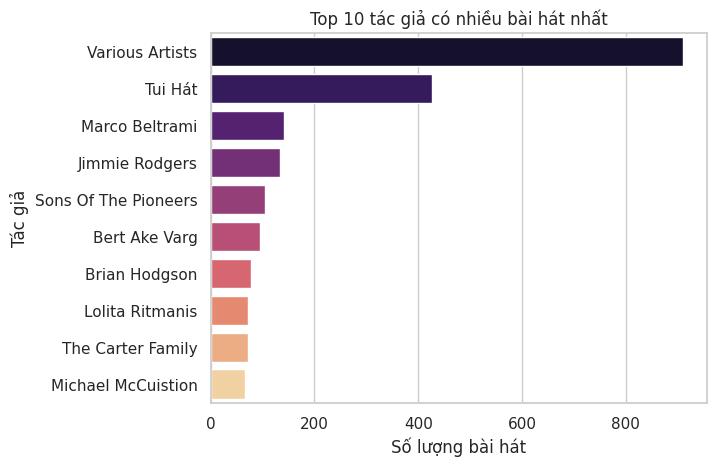 Top 10 tác giả có nhiều bài hát nhất
Tác giả
Various Artists
Tui Hát
Marco Beltrami
Jimmie Rodgers
Sons Of The Pioneers
Bert Ake Varg
Brian Hodgson
Lolita Ritmanis
The Carter Family
Michael McCuistion
0 200 400 600 800
Số lượng bài hát